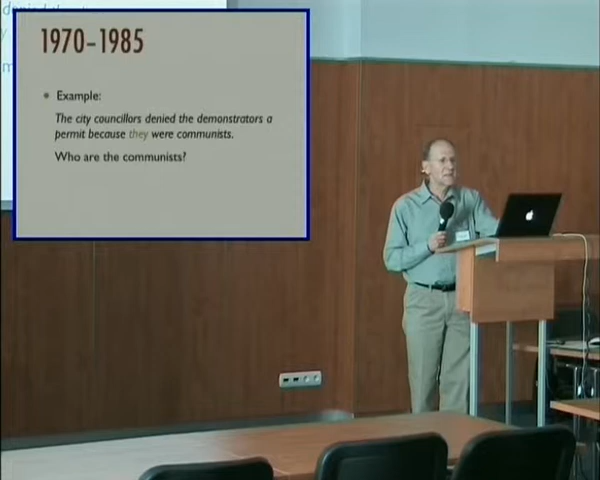 1970–1985
Example:
The city councillors denied the demonstrators a
permit because they were communists.
Who are the communists?